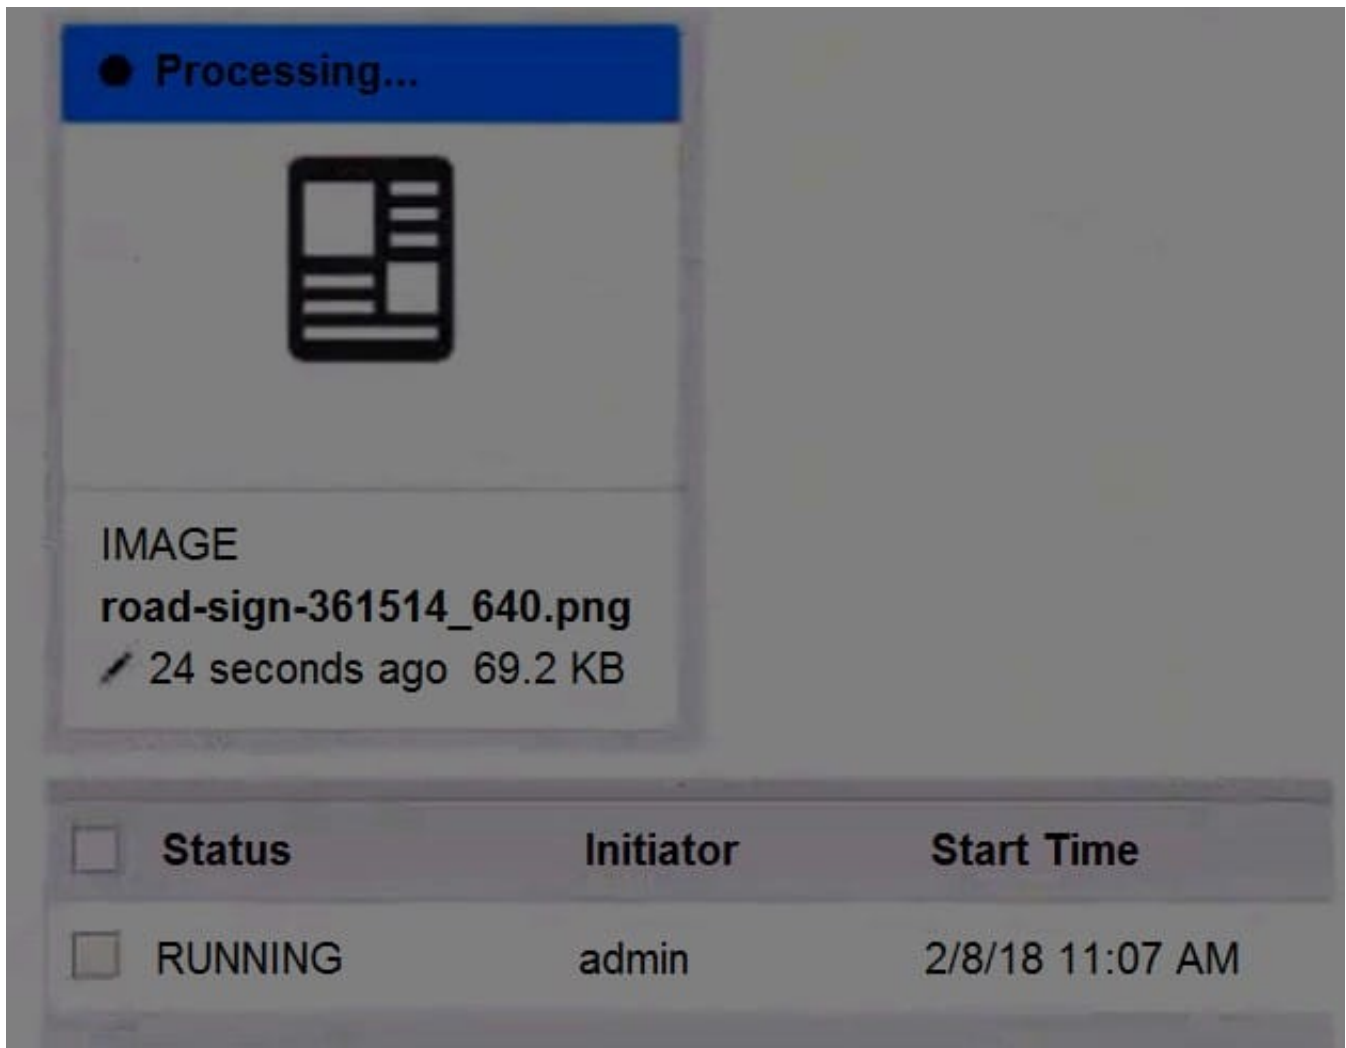 Processing...
IMAGE
road-sign-361514_640.png
24 seconds ago 69.2 KB
Status Initiator Start Time
RUNNING admin 2/8/18 11:07 AM